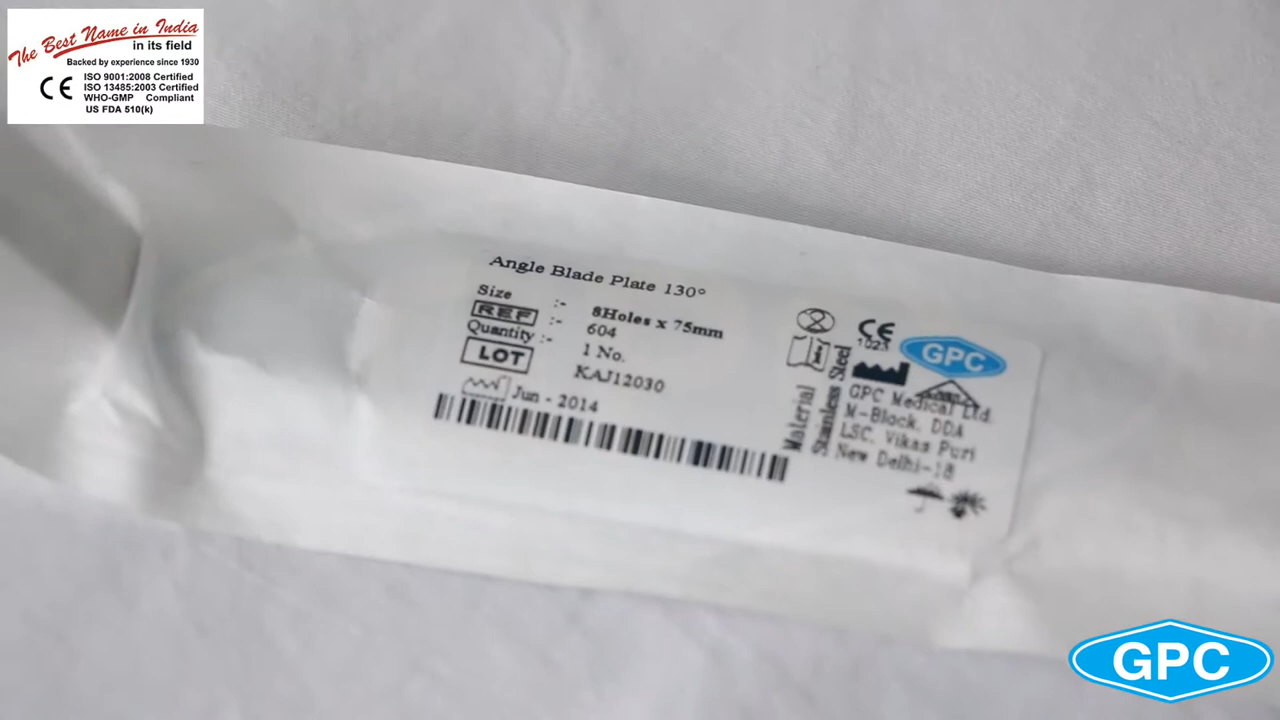 The Best Name in India
in its field
Backed by experience since 1930
CE ISO 9001:2008 Certified
ISO 13485:2003 Certified
WHO-GMP Compliant
US FDA 510(k)
Angle Blade Plate 130°
Size :- 8Holes x 75mm
REF :- 604
Quantity :- 1 No.
LOT KAJ12030
Jun - 2014
Material
Stainless Steel
2
CE
GPC
GPC Medical Ltd.
M-Block, DDA
LSC, Vikas Puri
New Delhi-18
GPC